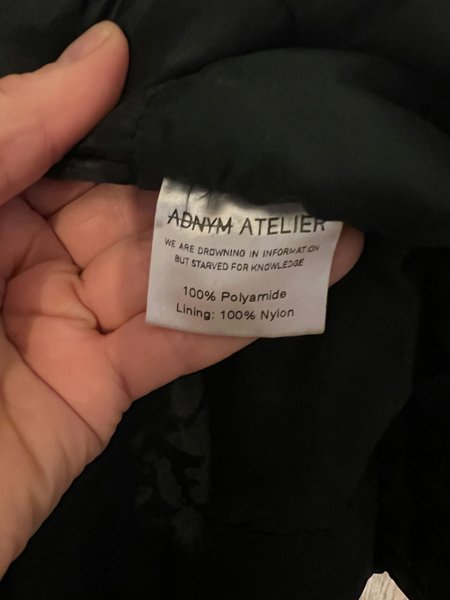 ADNYM ATELIER
WE ARE DROWNING IN INFORMATION
BUT STARVED FOR KNOWLEDGE
100% Polyamide
Lining: 100% Nylon